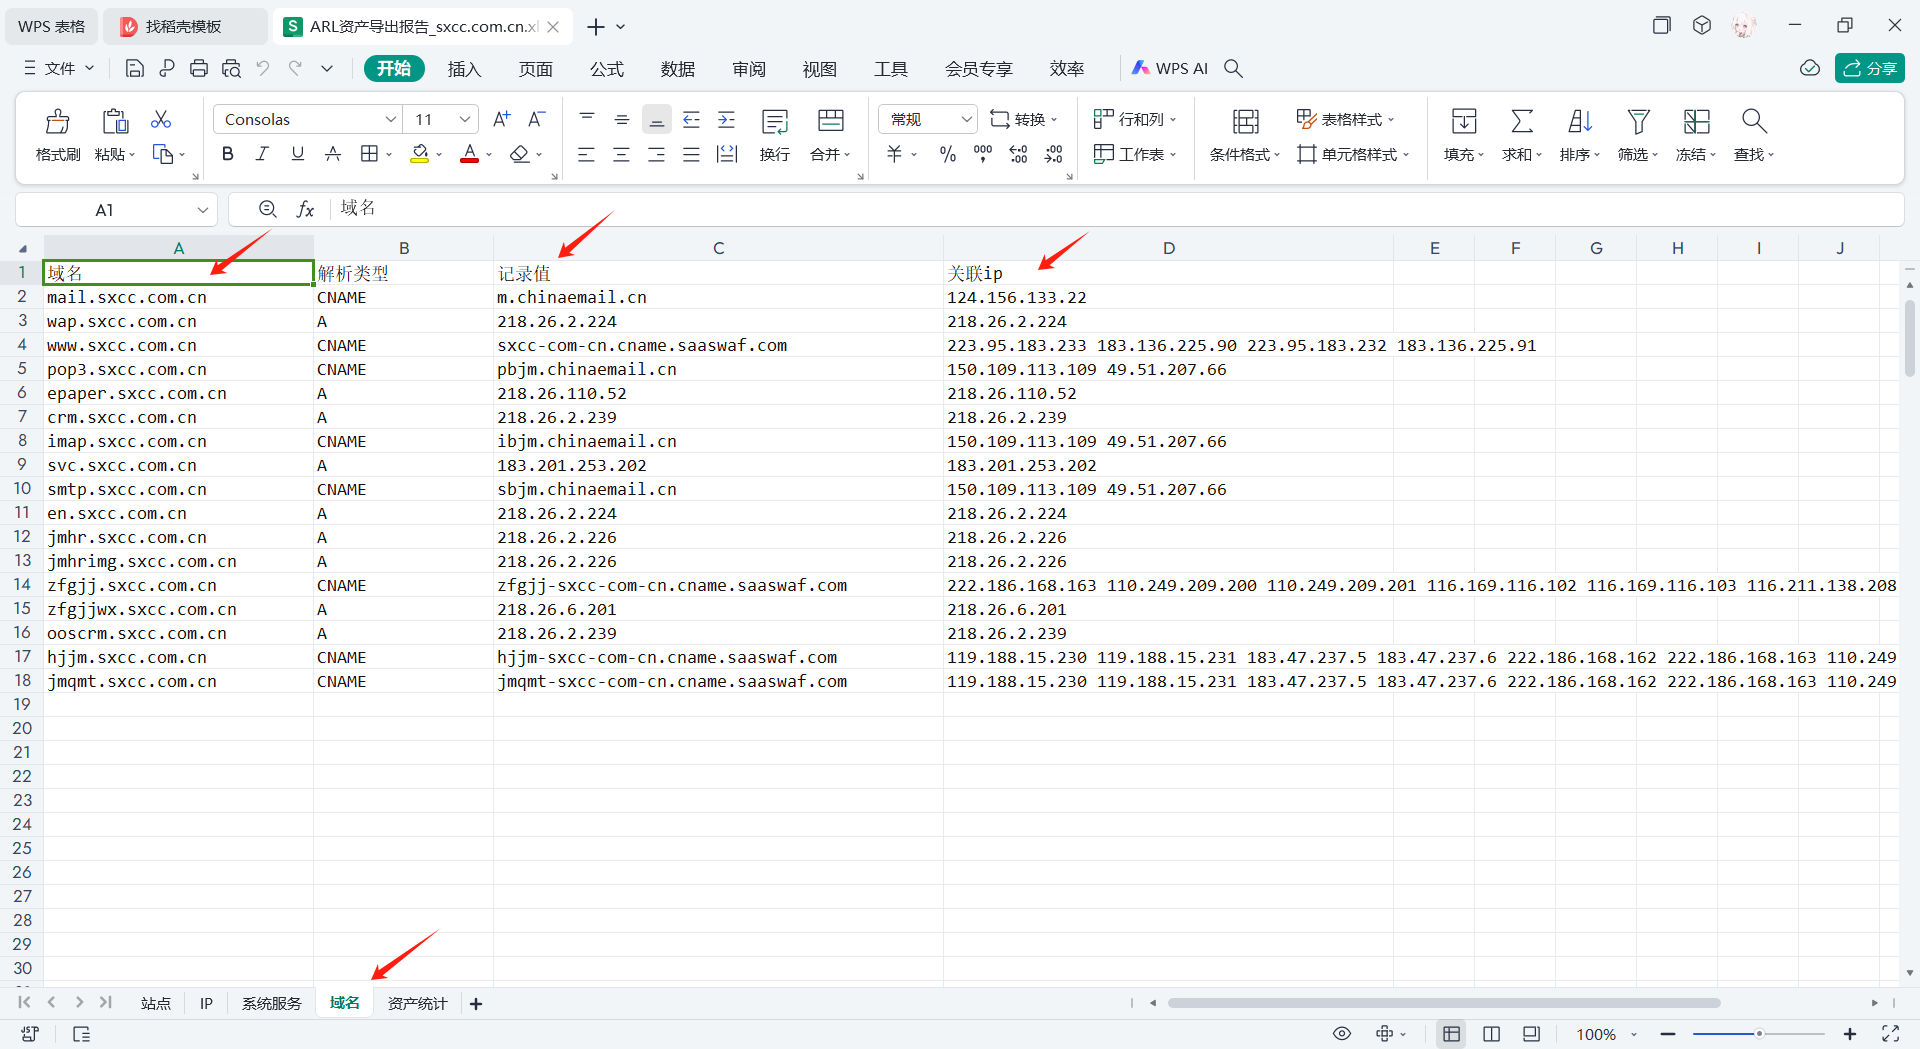 WPS 表格
找稻壳模板
ARL资产导出报告_sxcc.com.cn.xl
文件
开始
插入
页面
公式
数据
审阅
视图
工具
会员专享
效率
WPS AI
分享
格式刷
粘贴
Consolas
11
换行
合并
常规
转换
行和列
工作表
条件格式
表格样式
单元格样式
填充
求和
排序
筛选
冻结
查找
A1
域名
A B C D E F G H I J
1 域名 解析类型 记录值 关联ip
2 mail.sxcc.com.cn CNAME m.chinaemail.cn 124.156.133.22
3 wap.sxcc.com.cn A 218.26.2.224 218.26.2.224
4 www.sxcc.com.cn CNAME sxcc-com-cn.cname.saaswaf.com 223.95.183.233 183.136.225.90 223.95.183.232 183.136.225.91
5 pop3.sxcc.com.cn CNAME pbjm.chinaemail.cn 150.109.113.109 49.51.207.66
6 epaper.sxcc.com.cn A 218.26.110.52 218.26.110.52
7 crm.sxcc.com.cn A 218.26.2.239 218.26.2.239
8 imap.sxcc.com.cn CNAME ibjm.chinaemail.cn 150.109.113.109 49.51.207.66
9 svc.sxcc.com.cn A 183.201.253.202 183.201.253.202
10 smtp.sxcc.com.cn CNAME sbjm.chinaemail.cn 150.109.113.109 49.51.207.66
11 en.sxcc.com.cn A 218.26.2.224 218.26.2.224
12 jmhr.sxcc.com.cn A 218.26.2.226 218.26.2.226
13 jmhrimg.sxcc.com.cn A 218.26.2.226 218.26.2.226
14 zfgjj.sxcc.com.cn CNAME zfgjj-sxcc-com-cn.cname.saaswaf.com 222.186.168.163 110.249.209.200 110.249.209.201 116.169.116.102 116.169.116.103 116.211.138.208
15 zfgjjwx.sxcc.com.cn A 218.26.6.201 218.26.6.201
16 ooscrm.sxcc.com.cn A 218.26.2.239 218.26.2.239
17 hjjm.sxcc.com.cn CNAME hjjm-sxcc-com-cn.cname.saaswaf.com 119.188.15.230 119.188.15.231 183.47.237.5 183.47.237.6 222.186.168.162 222.186.168.163 110.249
18 jmqmt.sxcc.com.cn CNAME jmqmt-sxcc-com-cn.cname.saaswaf.com 119.188.15.230 119.188.15.231 183.47.237.5 183.47.237.6 222.186.168.162 222.186.168.163 110.249
19
20
21
22
23
24
25
26
27
28
29
30
站点 IP 系统服务 域名 资产统计
100%